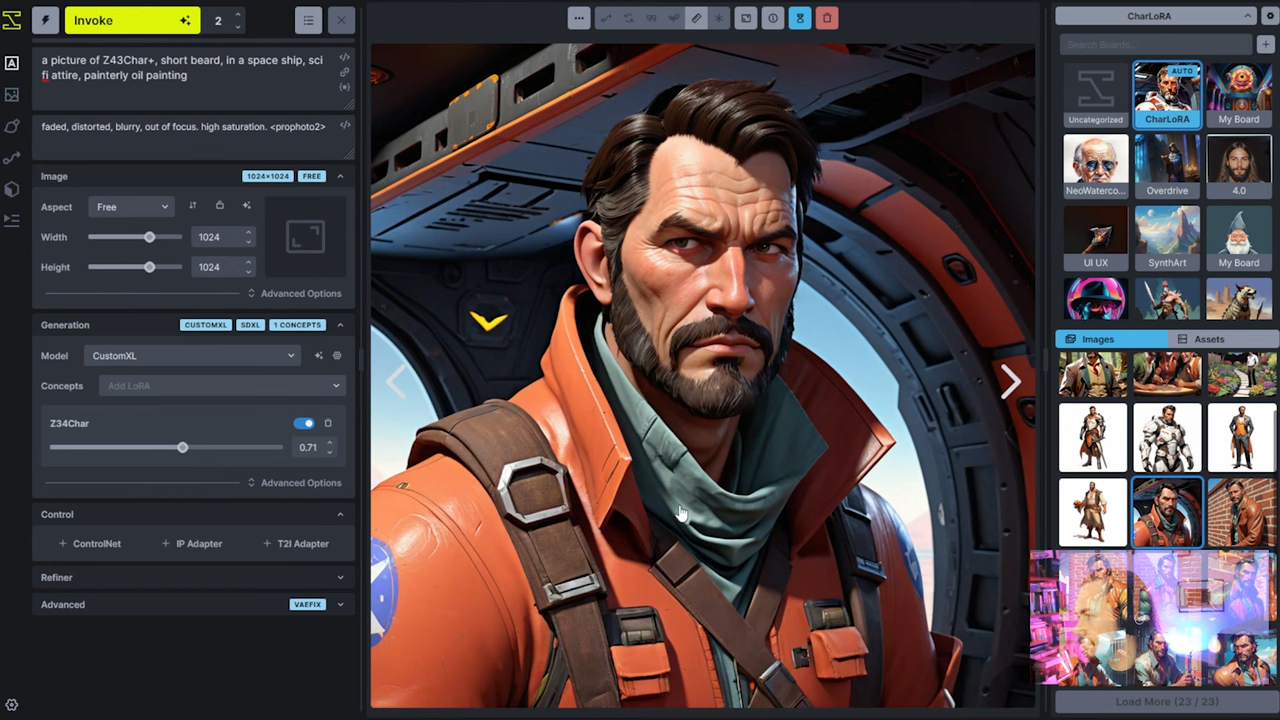 Invoke
2
a picture of Z43Char+, short beard, in a space ship, sci
fi attire, painterly oil painting
faded, distorted, blurry, out of focus. high saturation. <prophoto2>
Image
1024×1024
FREE
Aspect
Free
Width
1024
Height
1024
Advanced Options
Generation
CUSTOMXL
SDXL
1 CONCEPTS
Model
CustomXL
Concepts
Add LoRA
Z34Char
0.71
Advanced Options
Control
+ ControlNet
+ IP Adapter
+ T2I Adapter
Refiner
Advanced
VAEFIX
CharLoRA
Search Boards...
AUTO
Uncategorized
CharLoRA
My Board
NeoWaterco...
Overdrive
4.0
UI UX
SynthArt
My Board
Images
Assets
Load More (23 / 23)